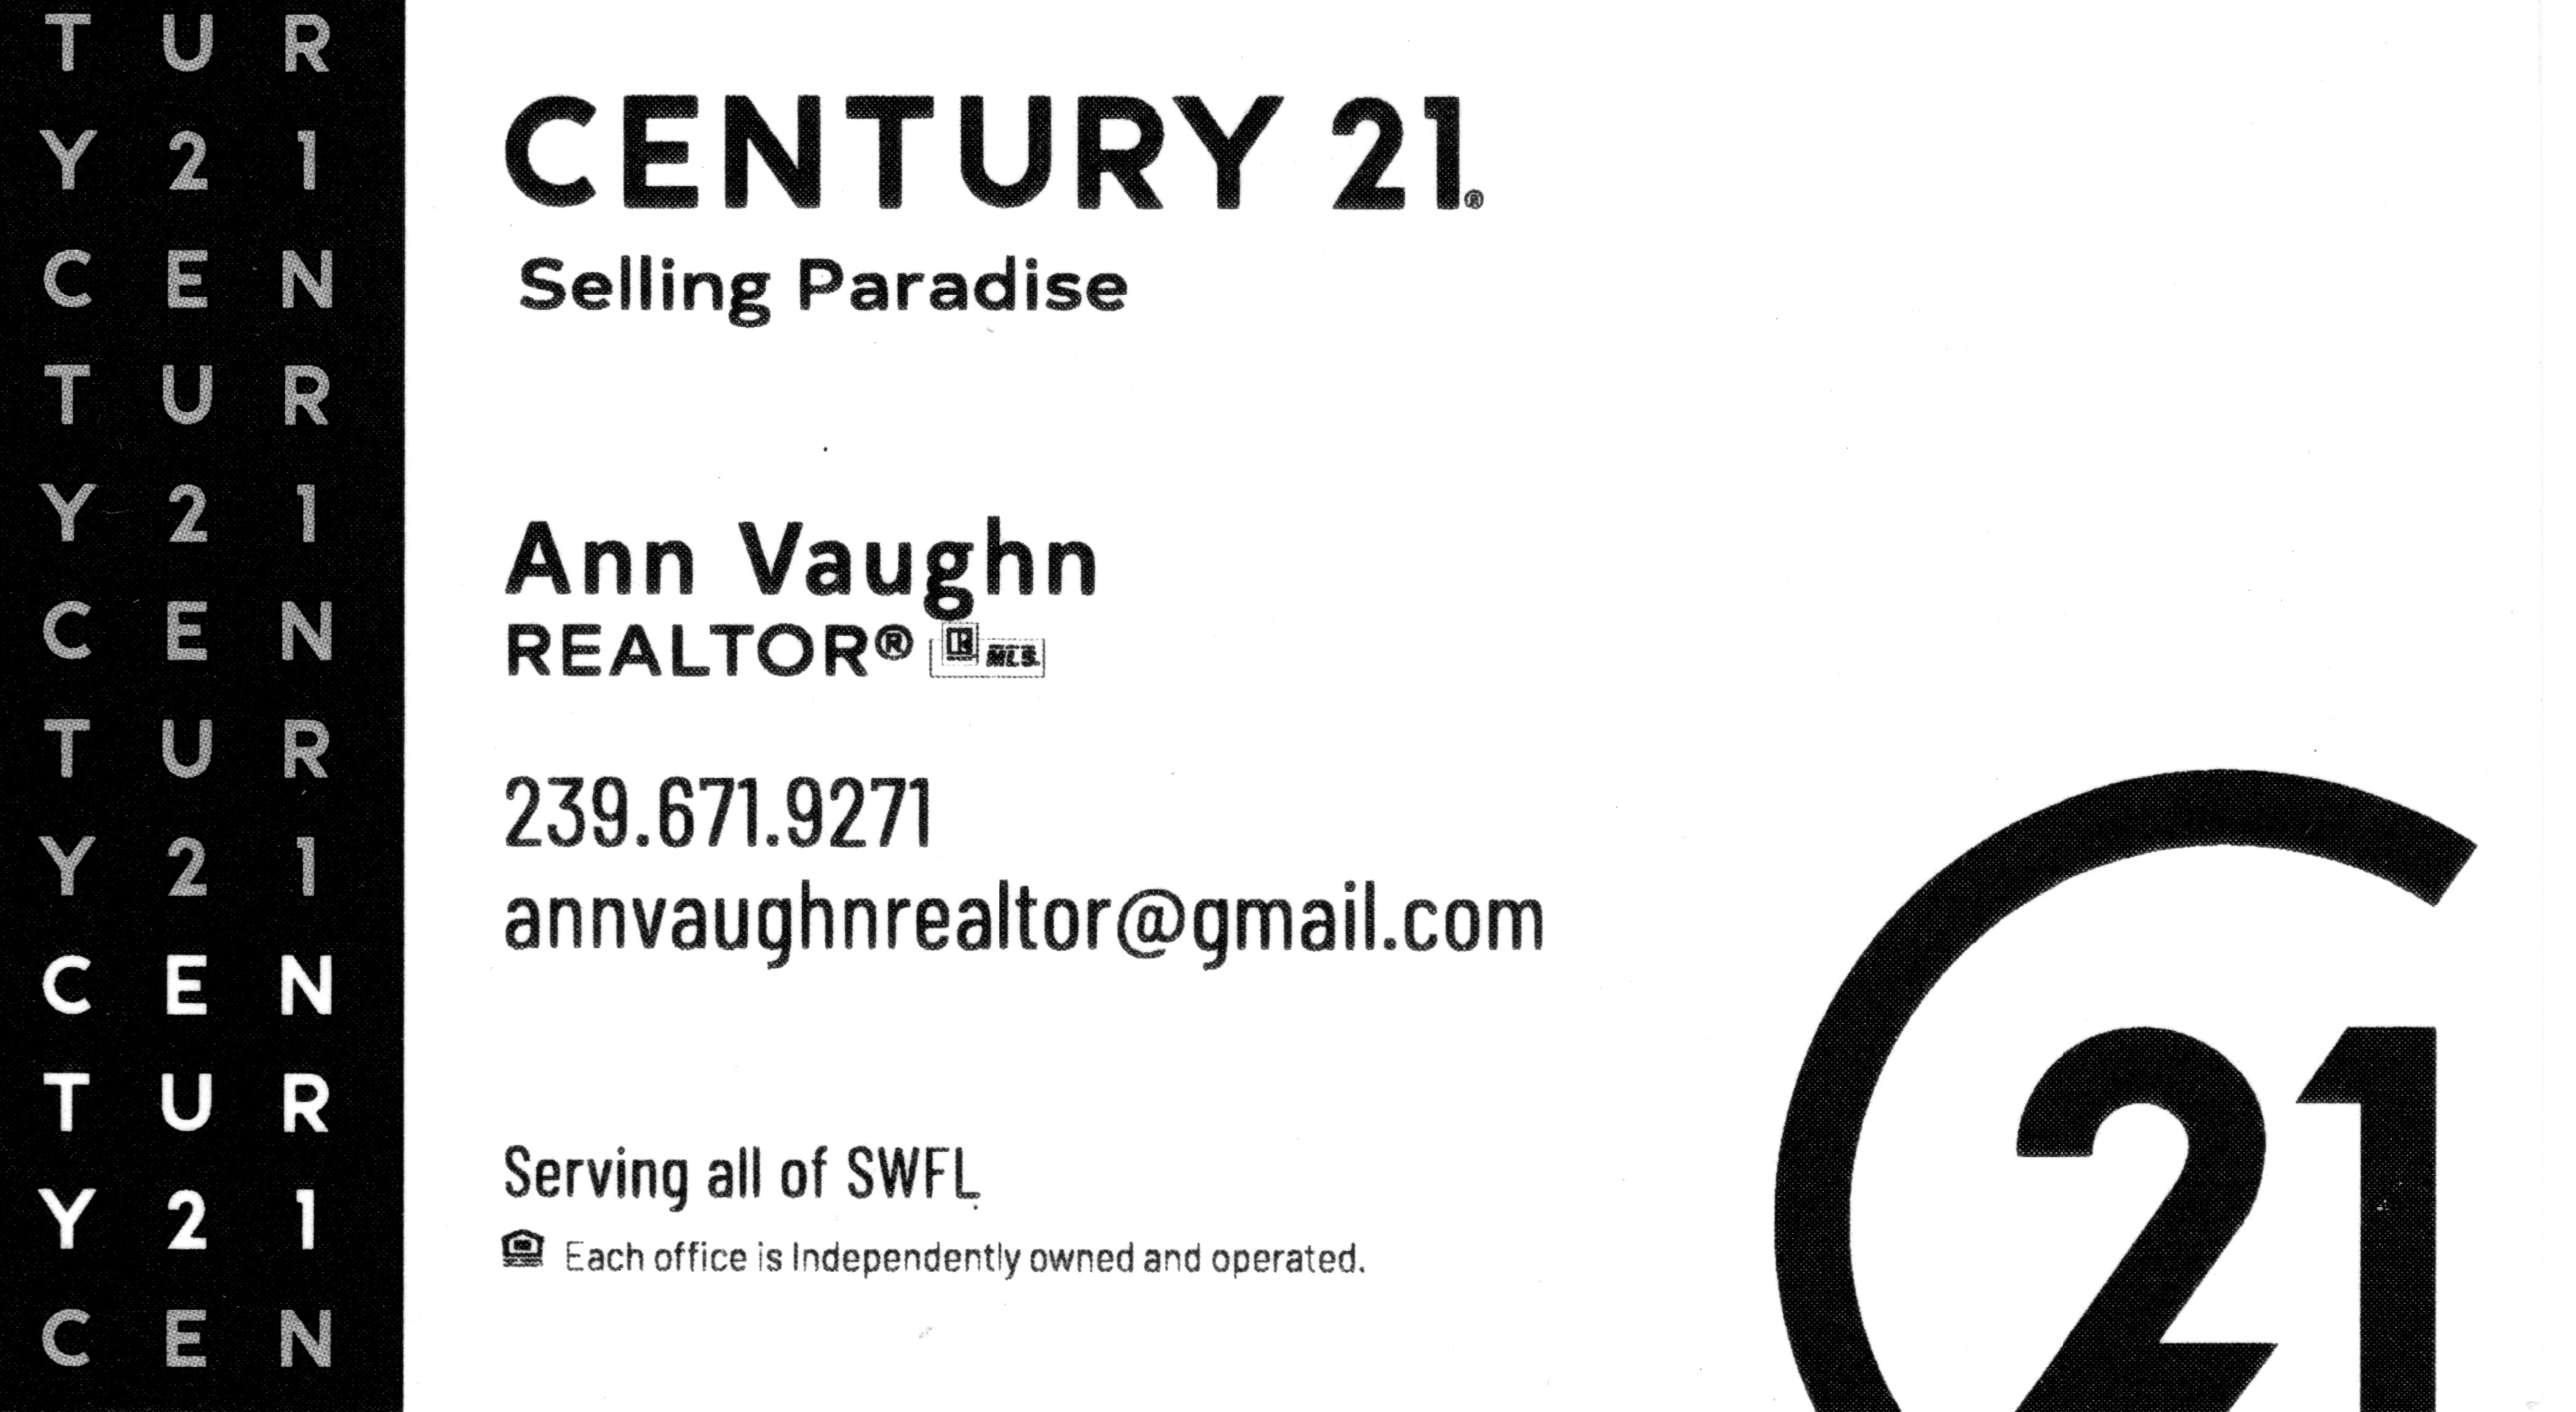 T U R
Y 2 1
C E N
T U R
Y 2 1
C E N
T U R
Y 2 1
C E N
T U R
Y 2 1
C E N
CENTURY 21®
Selling Paradise
Ann Vaughn
REALTOR® R MLS
239.671.9271
annvaughnrealtor@gmail.com
Serving all of SWFL
Each office is Independently owned and operated.
C21